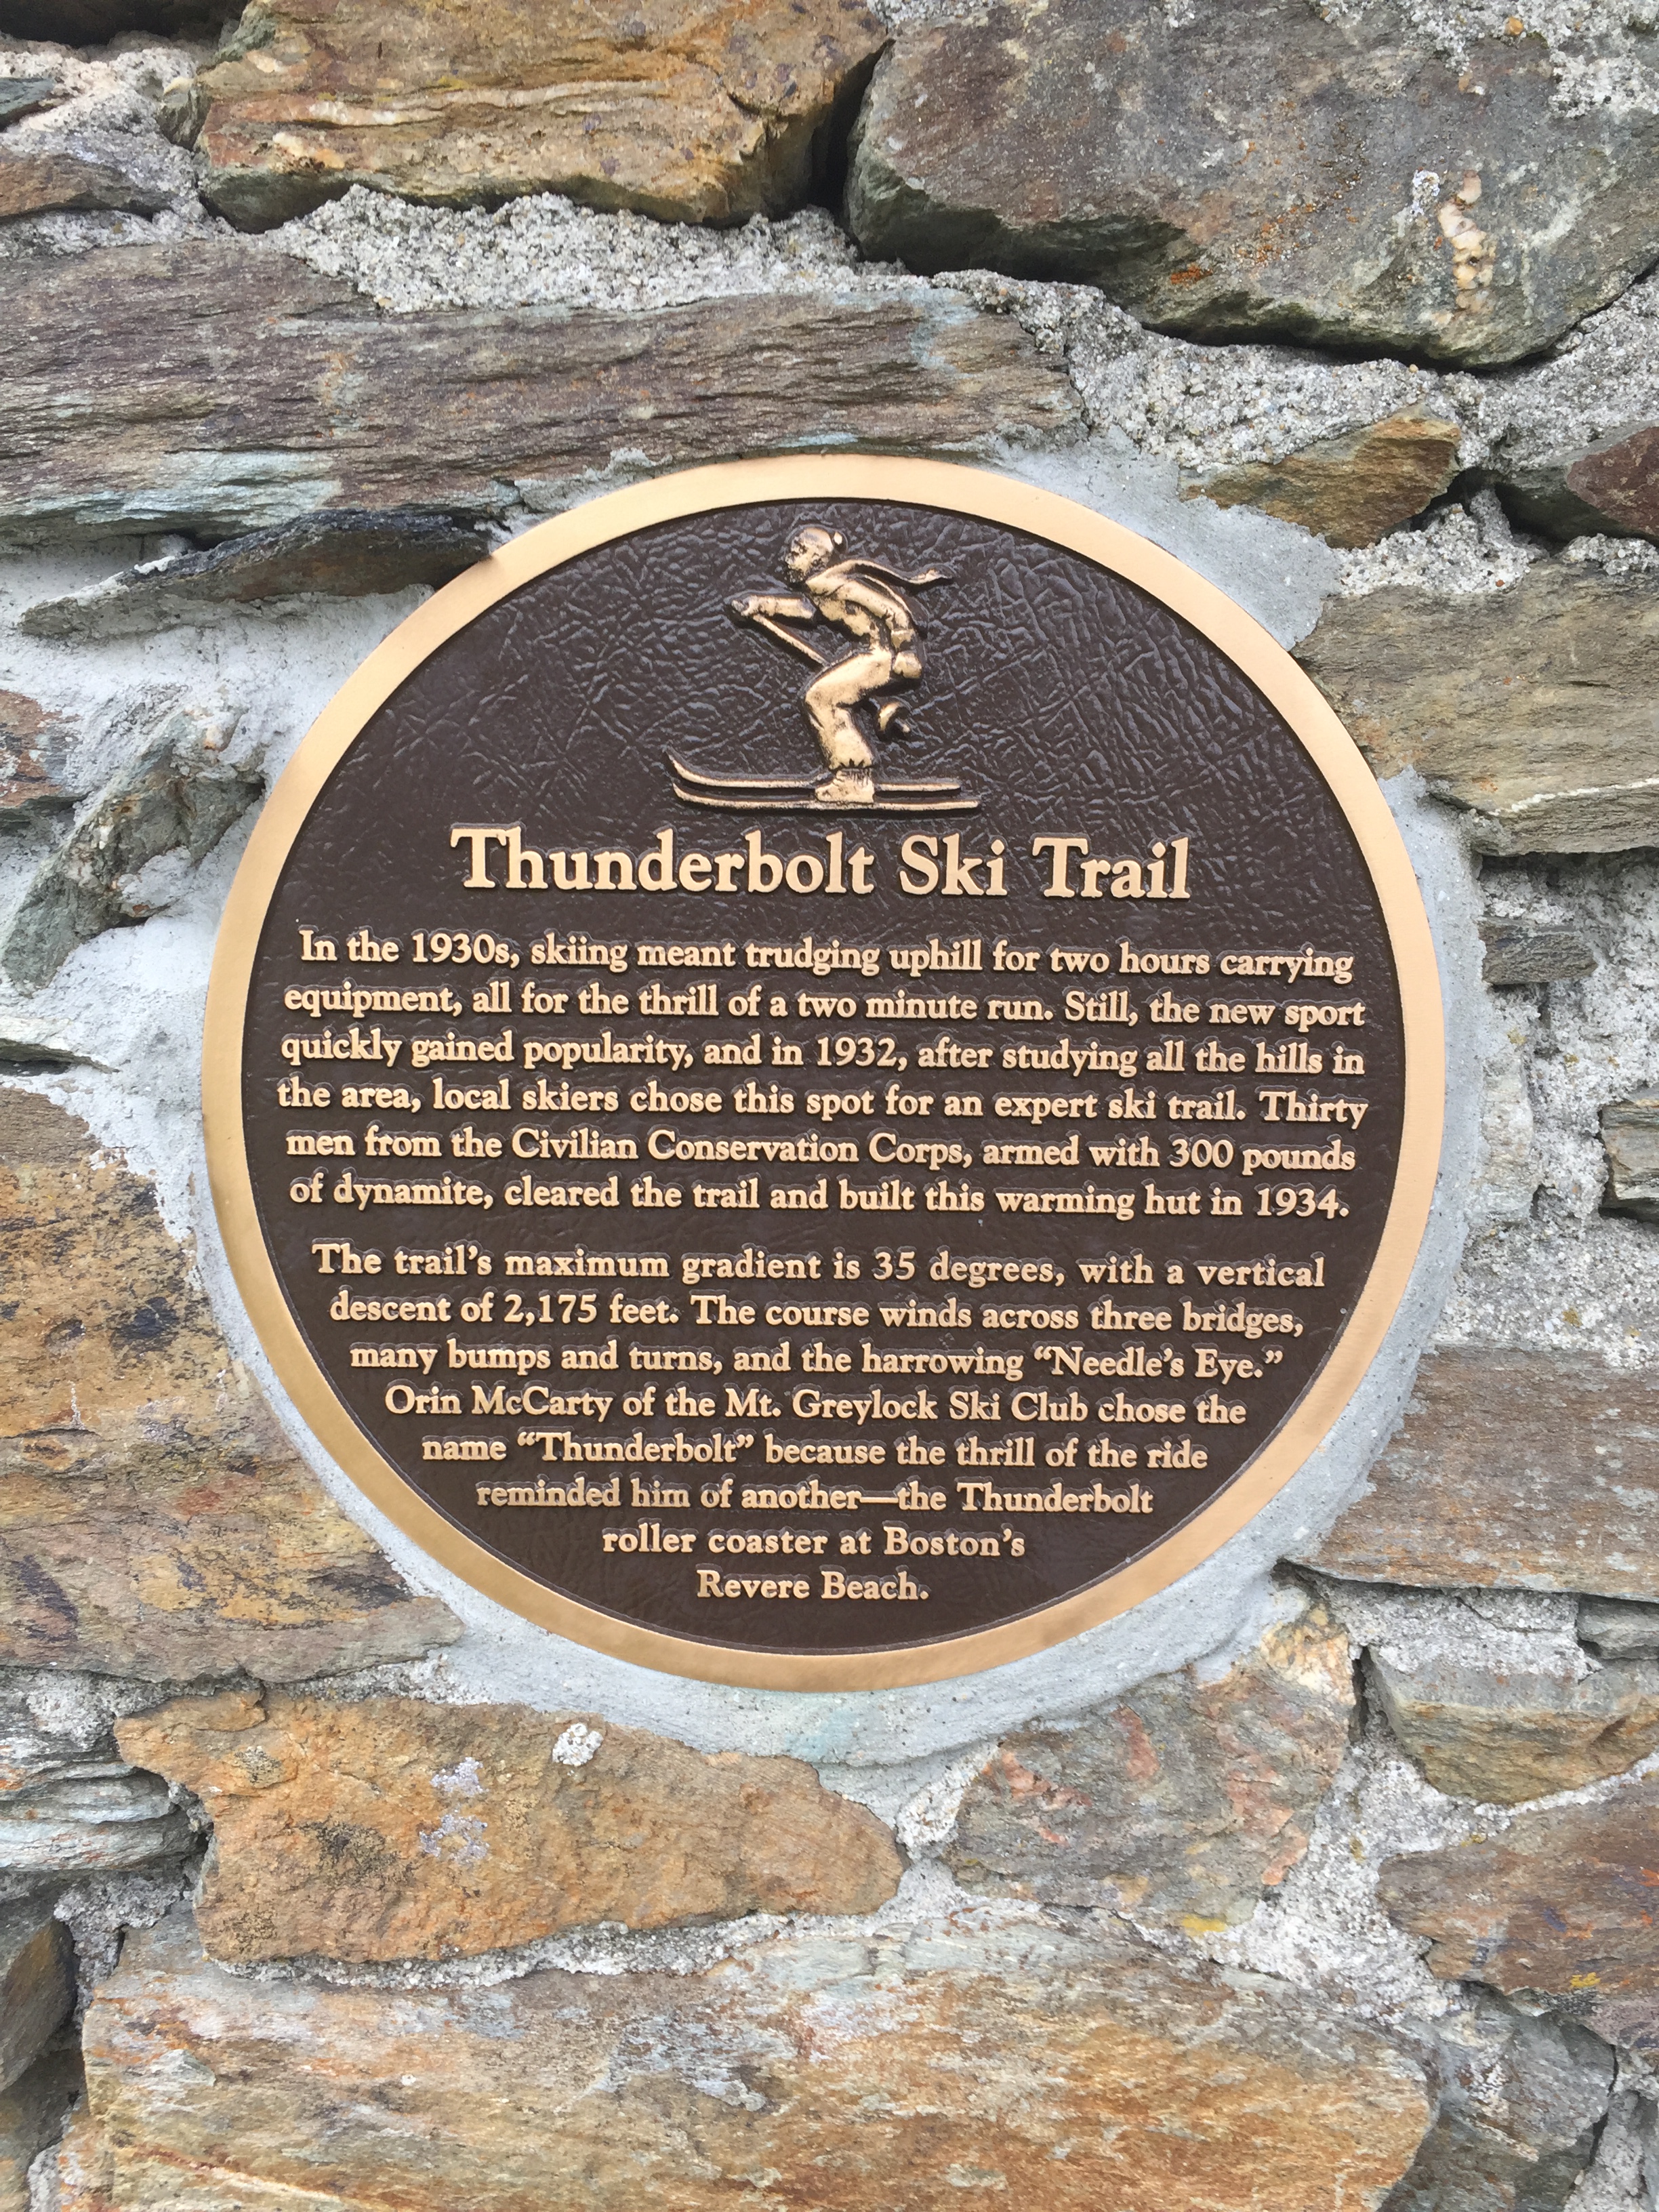 Thunderbolt Ski Trail
In the 1930s, skiing meant trudging uphill for two hours carrying
equipment, all for the thrill of a two minute run. Still, the new sport
quickly gained popularity, and in 1932, after studying all the hills in
the area, local skiers chose this spot for an expert ski trail. Thirty
men from the Civilian Conservation Corps, armed with 300 pounds
of dynamite, cleared the trail and built this warming hut in 1934.
The trail's maximum gradient is 35 degrees, with a vertical
descent of 2,175 feet. The course winds across three bridges,
many bumps and turns, and the harrowing “Needle's Eye.”
Orin McCarty of the Mt. Greylock Ski Club chose the
name “Thunderbolt” because the thrill of the ride
reminded him of another—the Thunderbolt
roller coaster at Boston's
Revere Beach.